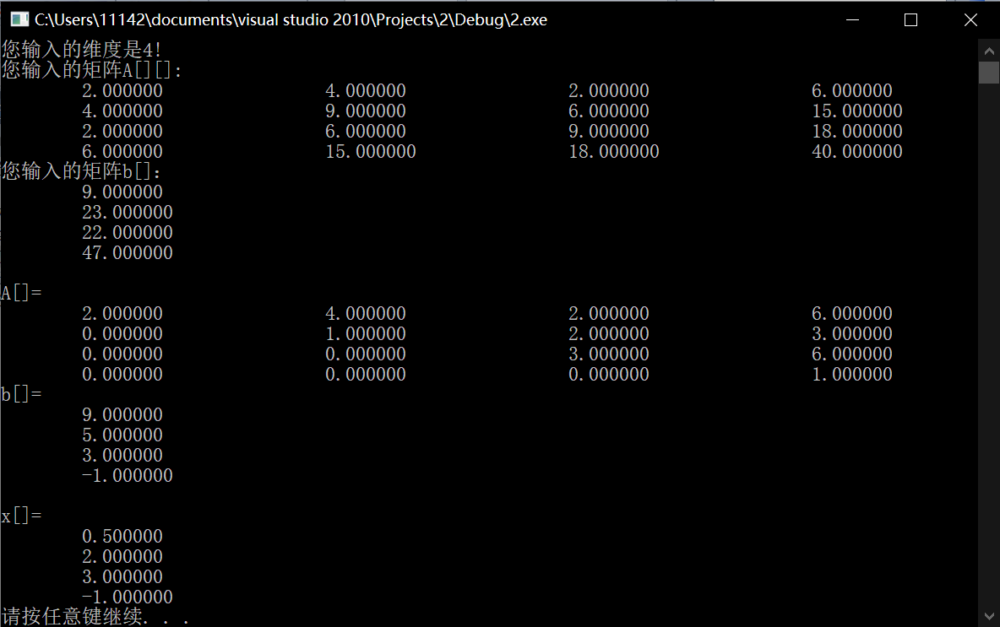 C:\Users\11142\documents\visual studio 2010\Projects\2\Debug\2.exe
您输入的维度是4!
您输入的矩阵A[][]:
2.000000 4.000000 2.000000 6.000000
4.000000 9.000000 6.000000 15.000000
2.000000 6.000000 9.000000 18.000000
6.000000 15.000000 18.000000 40.000000
您输入的矩阵b[]:
9.000000
23.000000
22.000000
47.000000
A[]=
2.000000 4.000000 2.000000 6.000000
0.000000 1.000000 2.000000 3.000000
0.000000 0.000000 3.000000 6.000000
0.000000 0.000000 0.000000 1.000000
b[]=
9.000000
5.000000
3.000000
-1.000000
x[]=
0.500000
2.000000
3.000000
-1.000000
请按任意键继续. . .